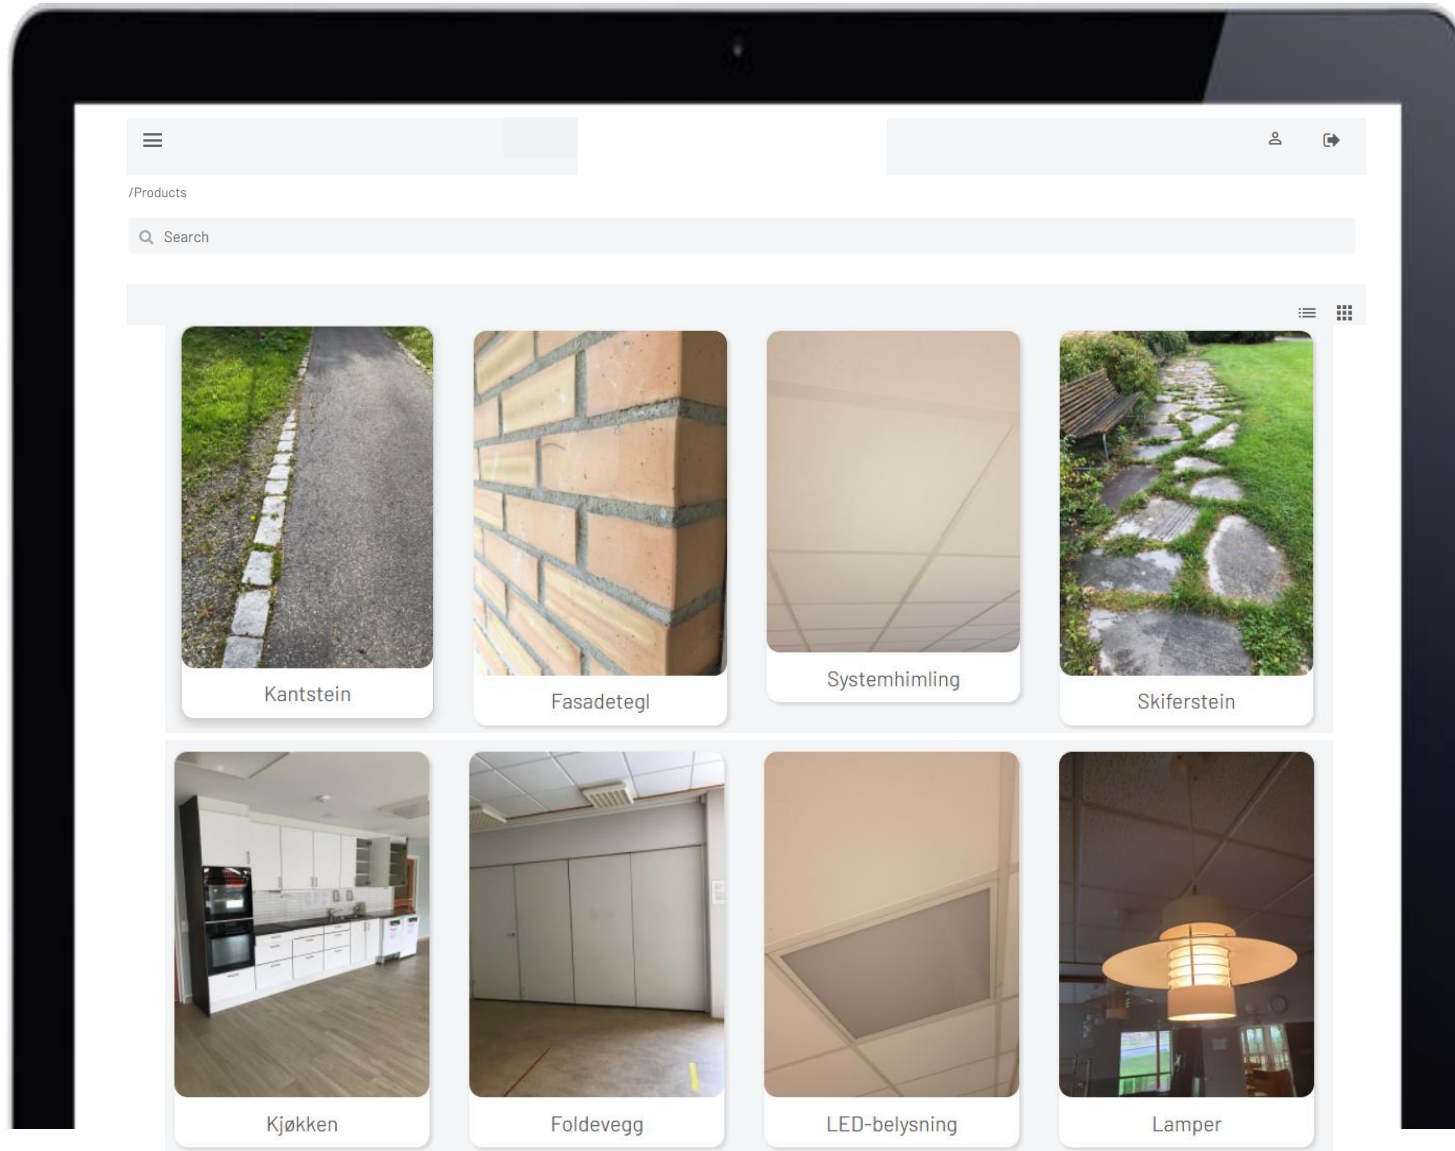 /Products
Search
Kantstein
Fasadetegl
Systemhimling
Skiferstein
Kjøkken
Foldevegg
LED-belysning
Lamper